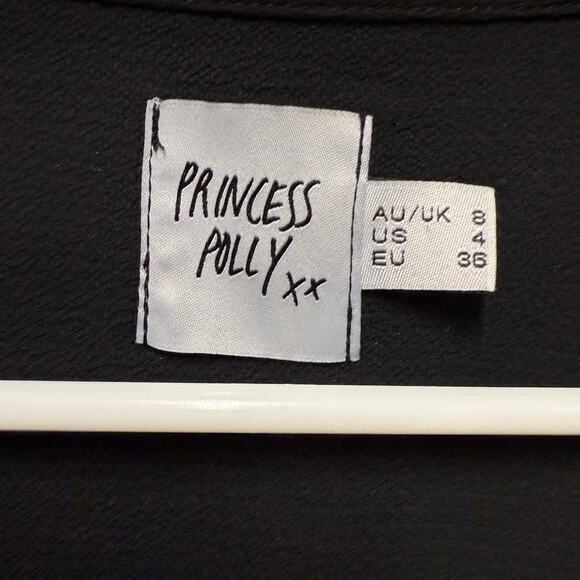 PRINCESS
POLLY xx
AU/UK 8
US 4
EU 36